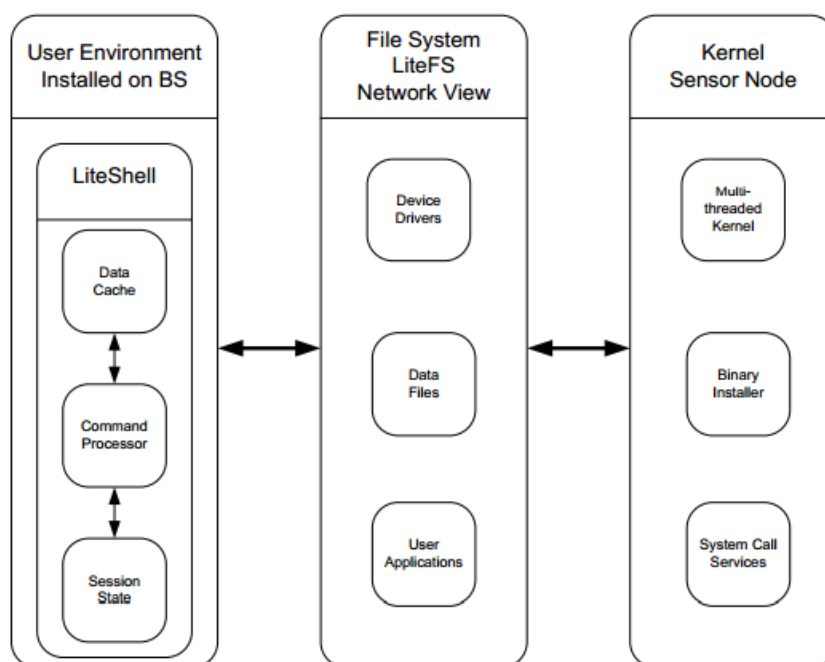 User Environment
Installed on BS
LiteShell
Data
Cache
Command
Processor
Session
State
File System
LiteFS
Network View
Device
Drivers
Data
Files
User
Applications
Kernel
Sensor Node
Multi-
threaded
Kernel
Binary
Installer
System Call
Services